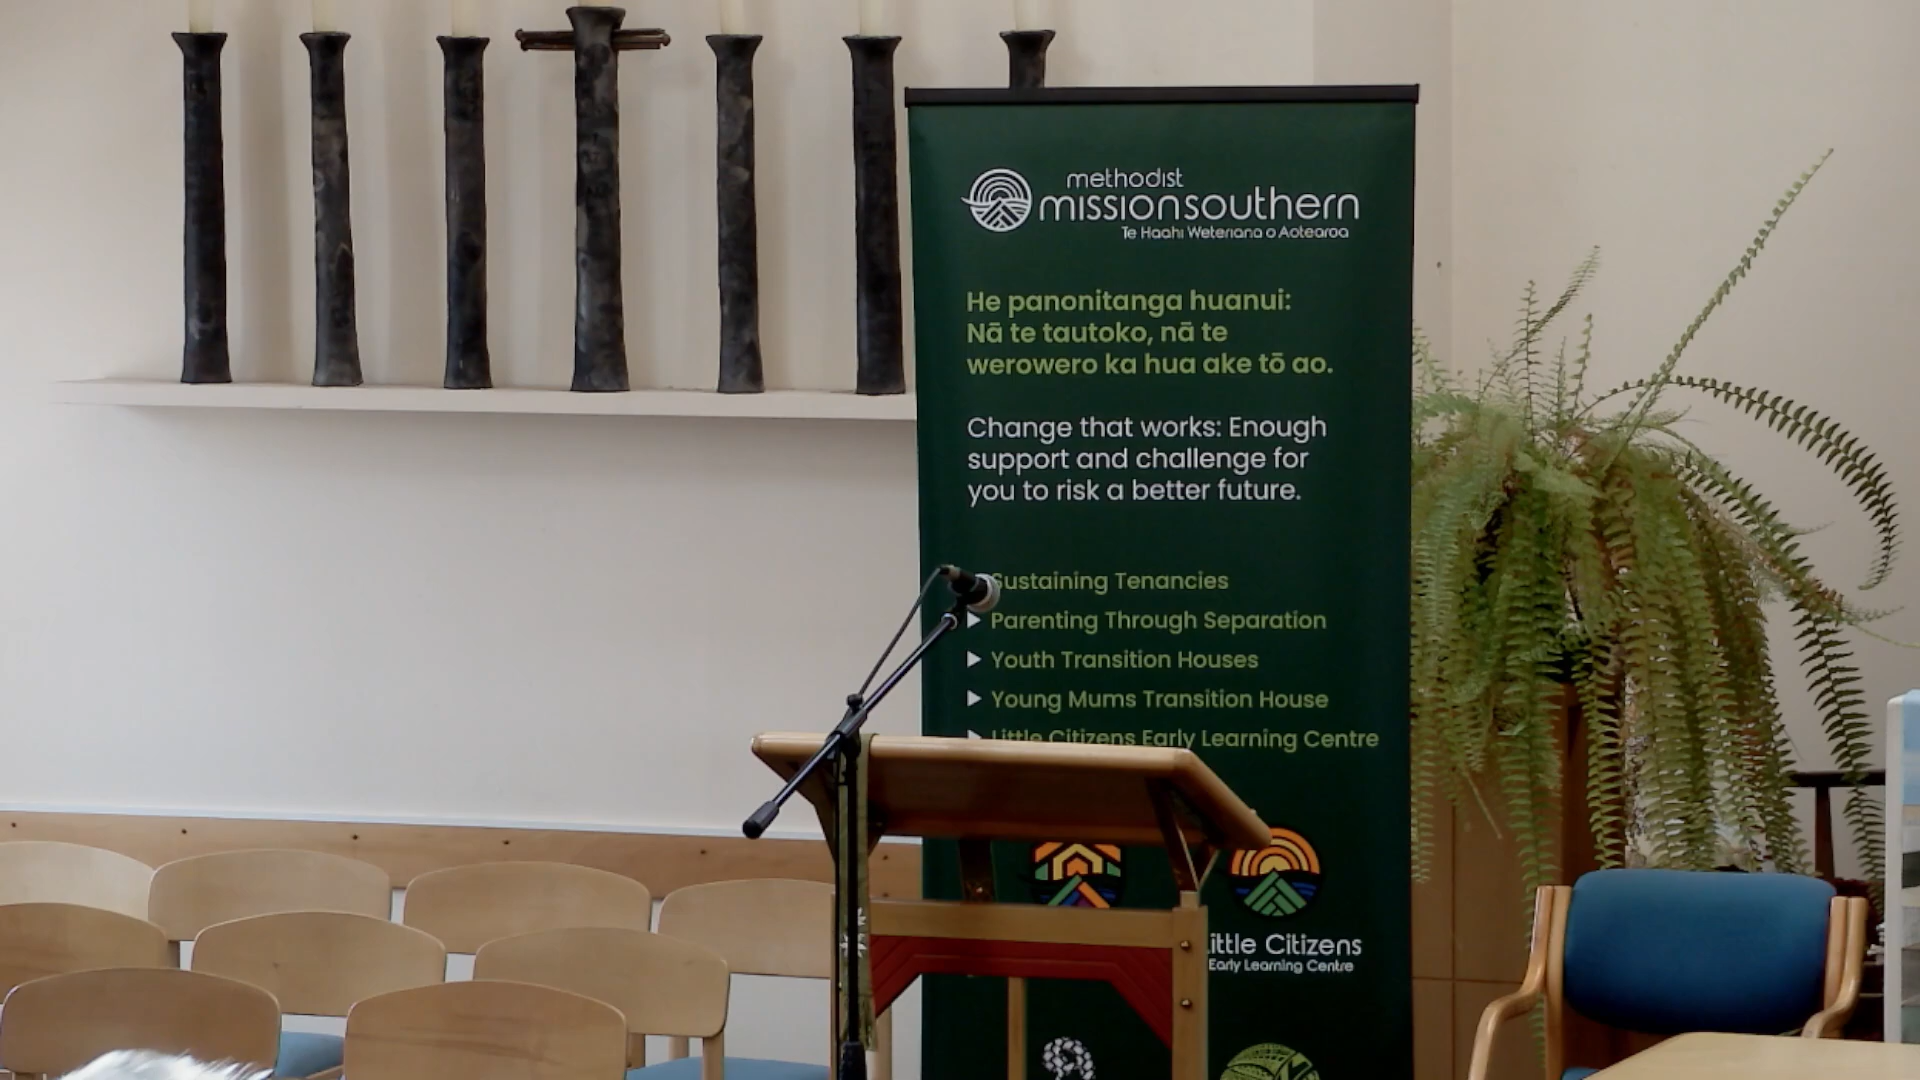 methodist
missionsouthern
Te Haahi Weteriana o Aotearoa
He panonitanga huanui:
Nā te tautoko, nā te
werowero ka hua ake tō ao.
Change that works: Enough
support and challenge for
you to risk a better future.
Sustaining Tenancies
Parenting Through Separation
Youth Transition Houses
Young Mums Transition House
Little Citizens Early Learning Centre
Little Citizens
Early Learning Centre